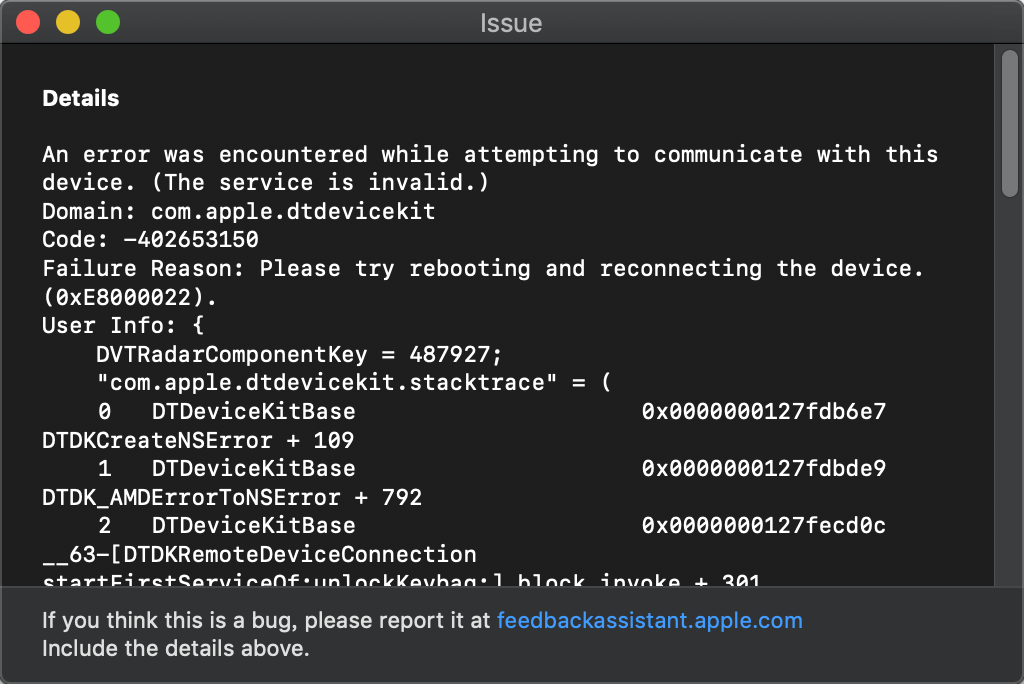 Issue
Details
An error was encountered while attempting to communicate with this
device. (The service is invalid.)
Domain: com.apple.dtdevicekit
Code: -402653150
Failure Reason: Please try rebooting and reconnecting the device.
(0xE8000022).
User Info: {
    DVTRadarComponentKey = 487927;
    "com.apple.dtdevicekit.stacktrace" = (
    0   DTDeviceKitBase                     0x0000000127fdb6e7
DTDKCreateNSError + 109
    1   DTDeviceKitBase                     0x0000000127fdbde9
DTDK_AMDErrorToNSError + 792
    2   DTDeviceKitBase                     0x0000000127fecd0c
__63-[DTDKRemoteDeviceConnection
startFirstServiceOf:unlockKeybag:]_block_invoke + 301
If you think this is a bug, please report it at feedbackassistant.apple.com
Include the details above.